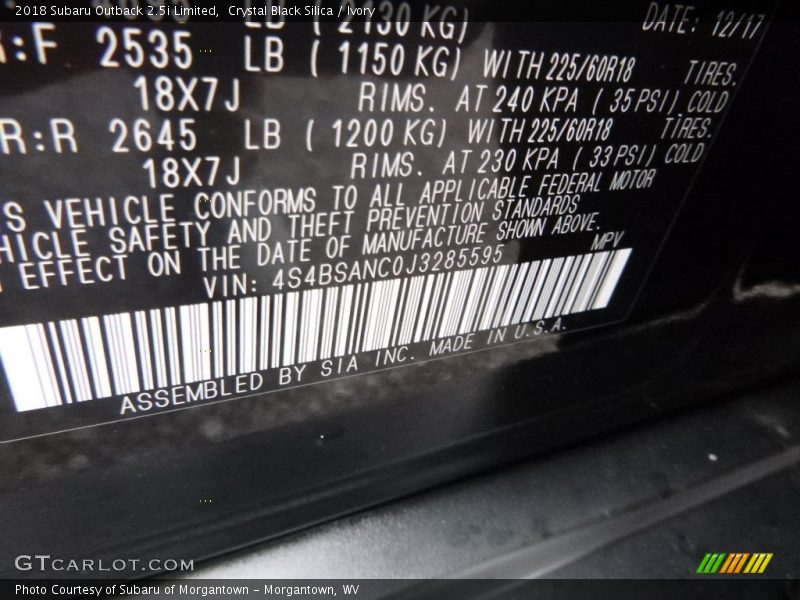 2018 Subaru Outback 2.5i Limited, Crystal Black Silica / Ivory
LB ( 2130 KG) DATE: 12/17
R:F 2535 LB ( 1150 KG) WITH 225/60R18 TIRES.
18X7J RIMS. AT 240 KPA ( 35 PSI) COLD
R:R 2645 LB ( 1200 KG) WITH 225/60R18 TIRES.
18X7J RIMS. AT 230 KPA ( 33 PSI) COLD
S VEHICLE CONFORMS TO ALL APPLICABLE FEDERAL MOTOR
HICLE SAFETY AND THEFT PREVENTION STANDARDS
EFFECT ON THE DATE OF MANUFACTURE SHOWN ABOVE.
VIN: 4S4BSANC0J3285595 MPV
ASSEMBLED BY SIA INC. MADE IN U.S.A.
GTCARLOT.COM
Photo Courtesy of Subaru of Morgantown - Morgantown, WV